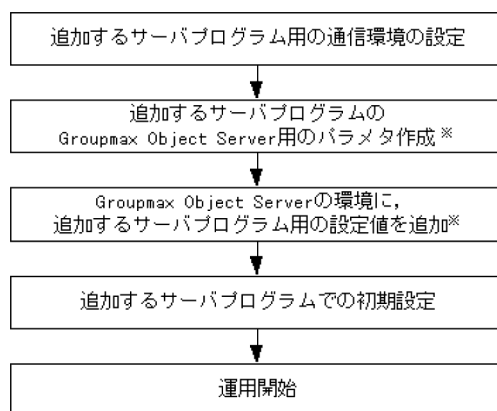 追加するサーバプログラム用の通信環境の設定
追加するサーバプログラムの
Groupmax Object Server用のパラメタ作成※
Groupmax Object Serverの環境に,
追加するサーバプログラム用の設定値を追加※
追加するサーバプログラムでの初期設定
運用開始